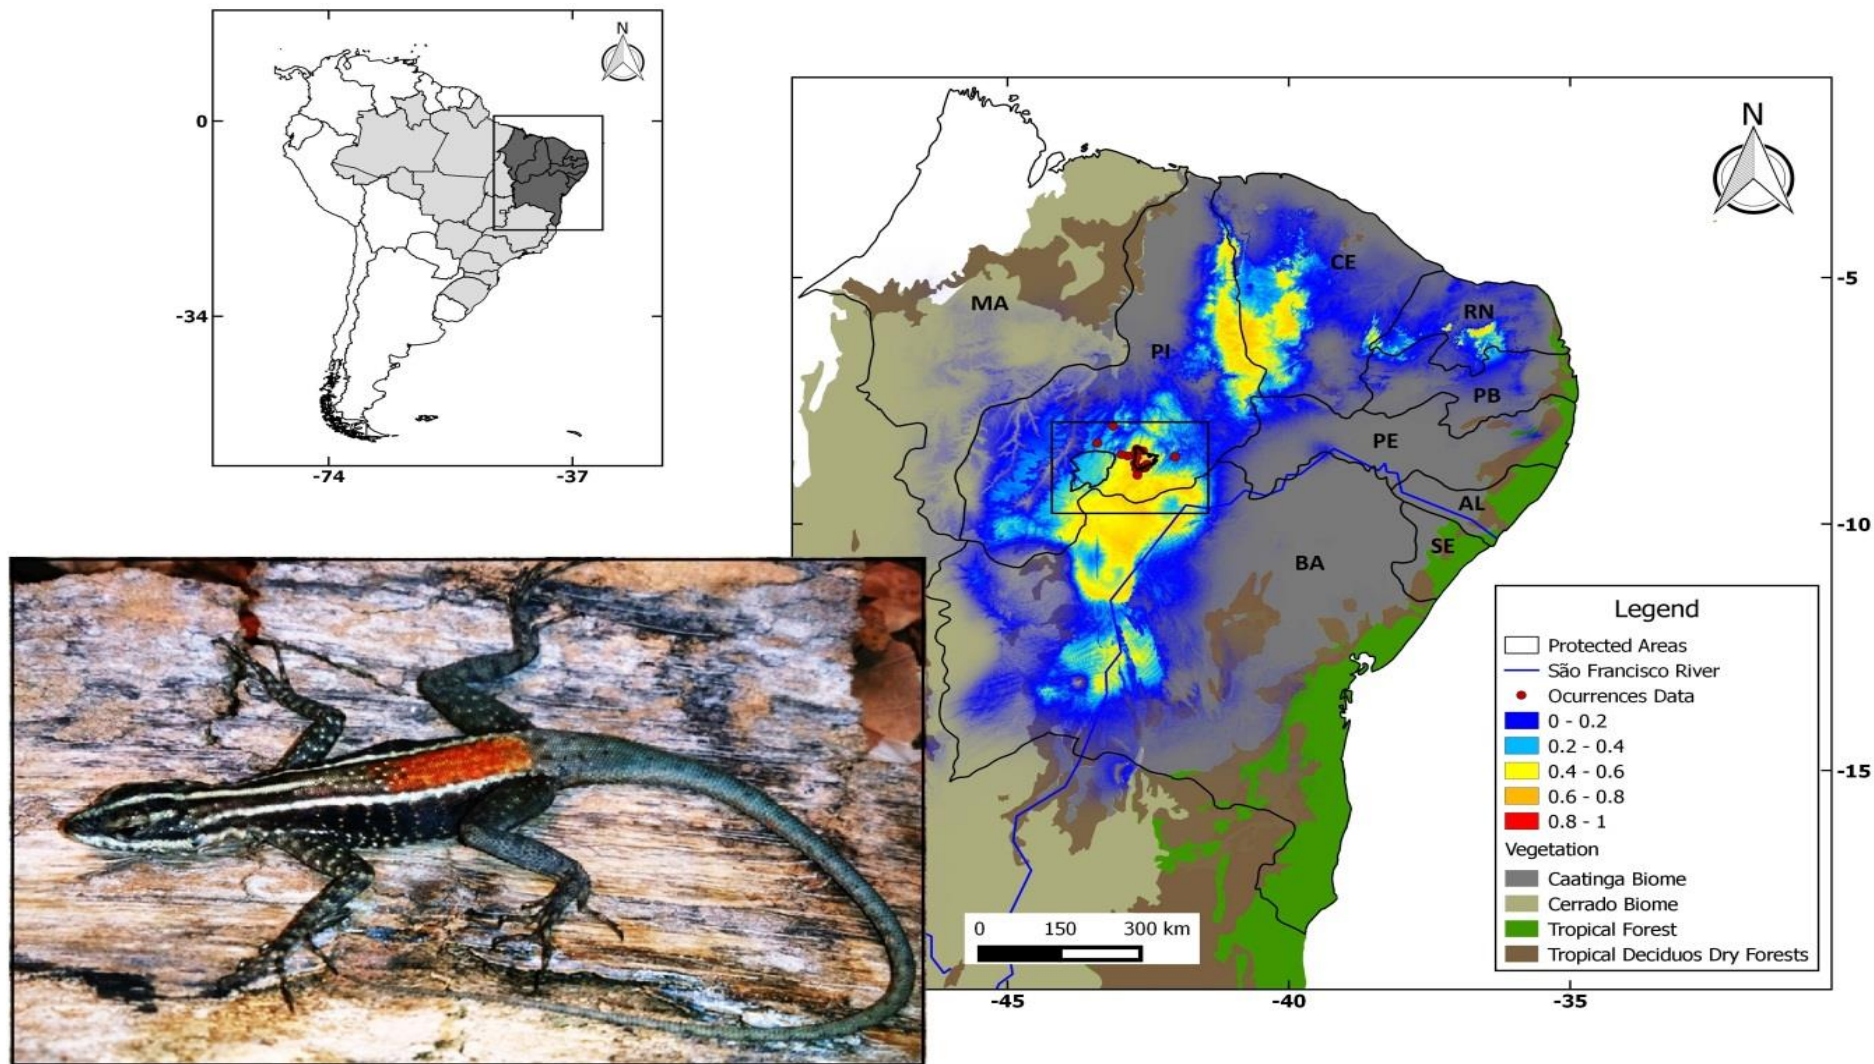 N
0
-34
-74
-37
N
-5
-10
-15
-45
-40
-35
MA
PI
CE
RN
PB
PE
AL
SE
BA
0 150 300 km
Legend
Protected Areas
São Francisco River
Ocurrences Data
0 - 0.2
0.2 - 0.4
0.4 - 0.6
0.6 - 0.8
0.8 - 1
Vegetation
Caatinga Biome
Cerrado Biome
Tropical Forest
Tropical Deciduos Dry Forests